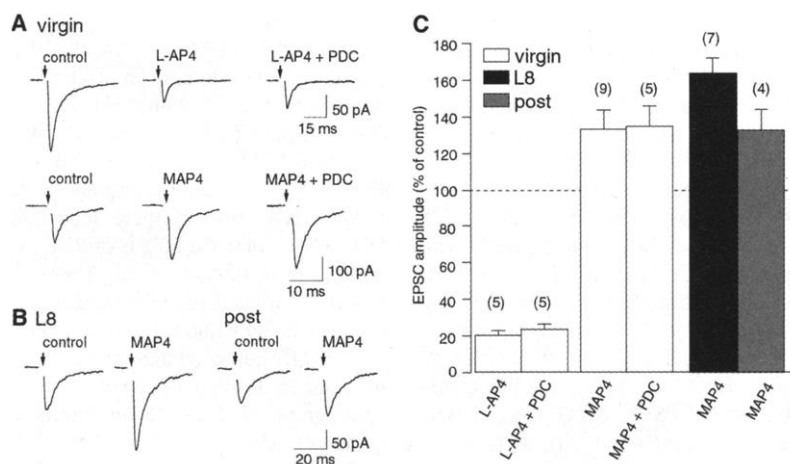 A virgin
control
L-AP4
L-AP4 + PDC
50 pA
15 ms
control
MAP4
MAP4 + PDC
100 pA
10 ms
B L8
post
control
MAP4
control
MAP4
50 pA
20 ms
C
EPSC amplitude (% of control)
180
160
140
120
100
80
60
40
20
0
virgin
L8
post
(5)
(5)
(9)
(5)
(7)
(4)
L-AP4
L-AP4 + PDC
MAP4
MAP4 + PDC
MAP4
MAP4